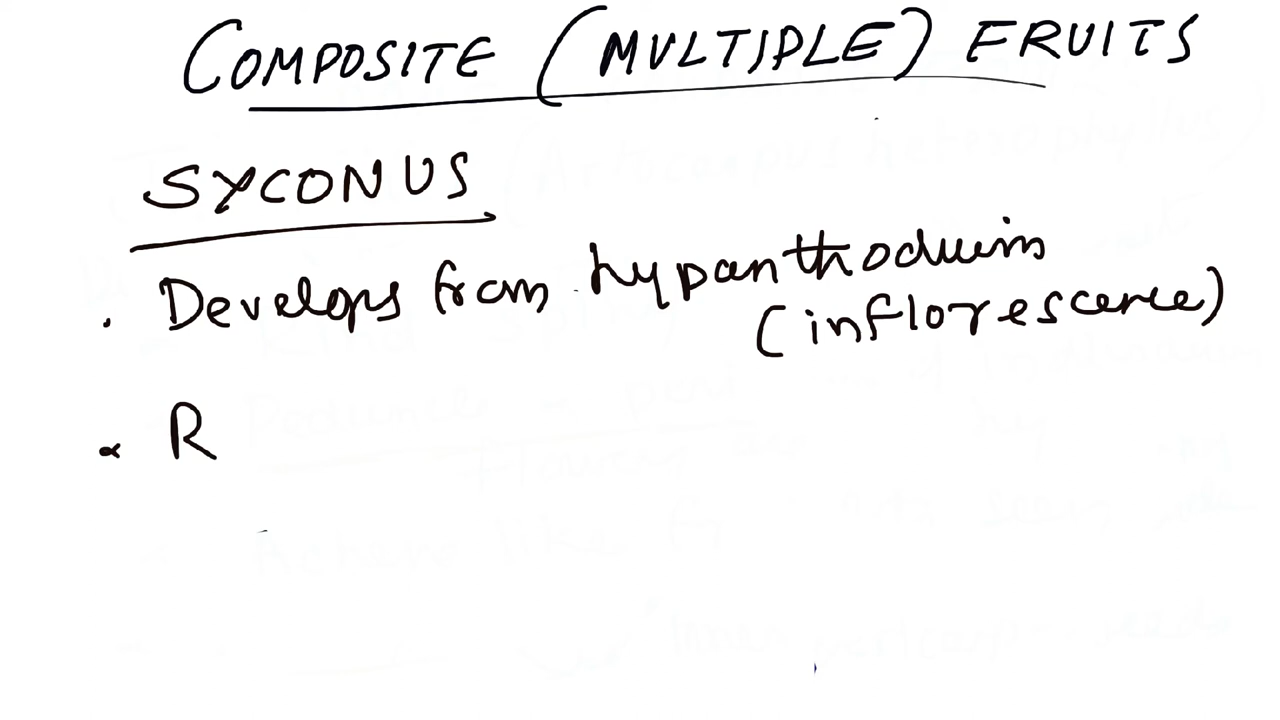 COMPOSITE (MULTIPLE) FRUITS
SYCONUS
. Develops from hypanthodium
(inflorescence)
. R